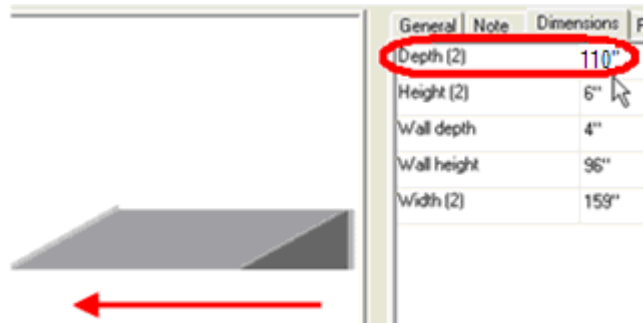 General Note Dimensions
Depth (2) 110"
Height (2) 6"
Wall depth 4"
Wall height 96"
Width (2) 159"